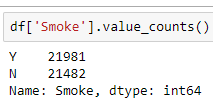 df['Smoke'].value_counts()
Y    21981
N    21482
Name: Smoke, dtype: int64